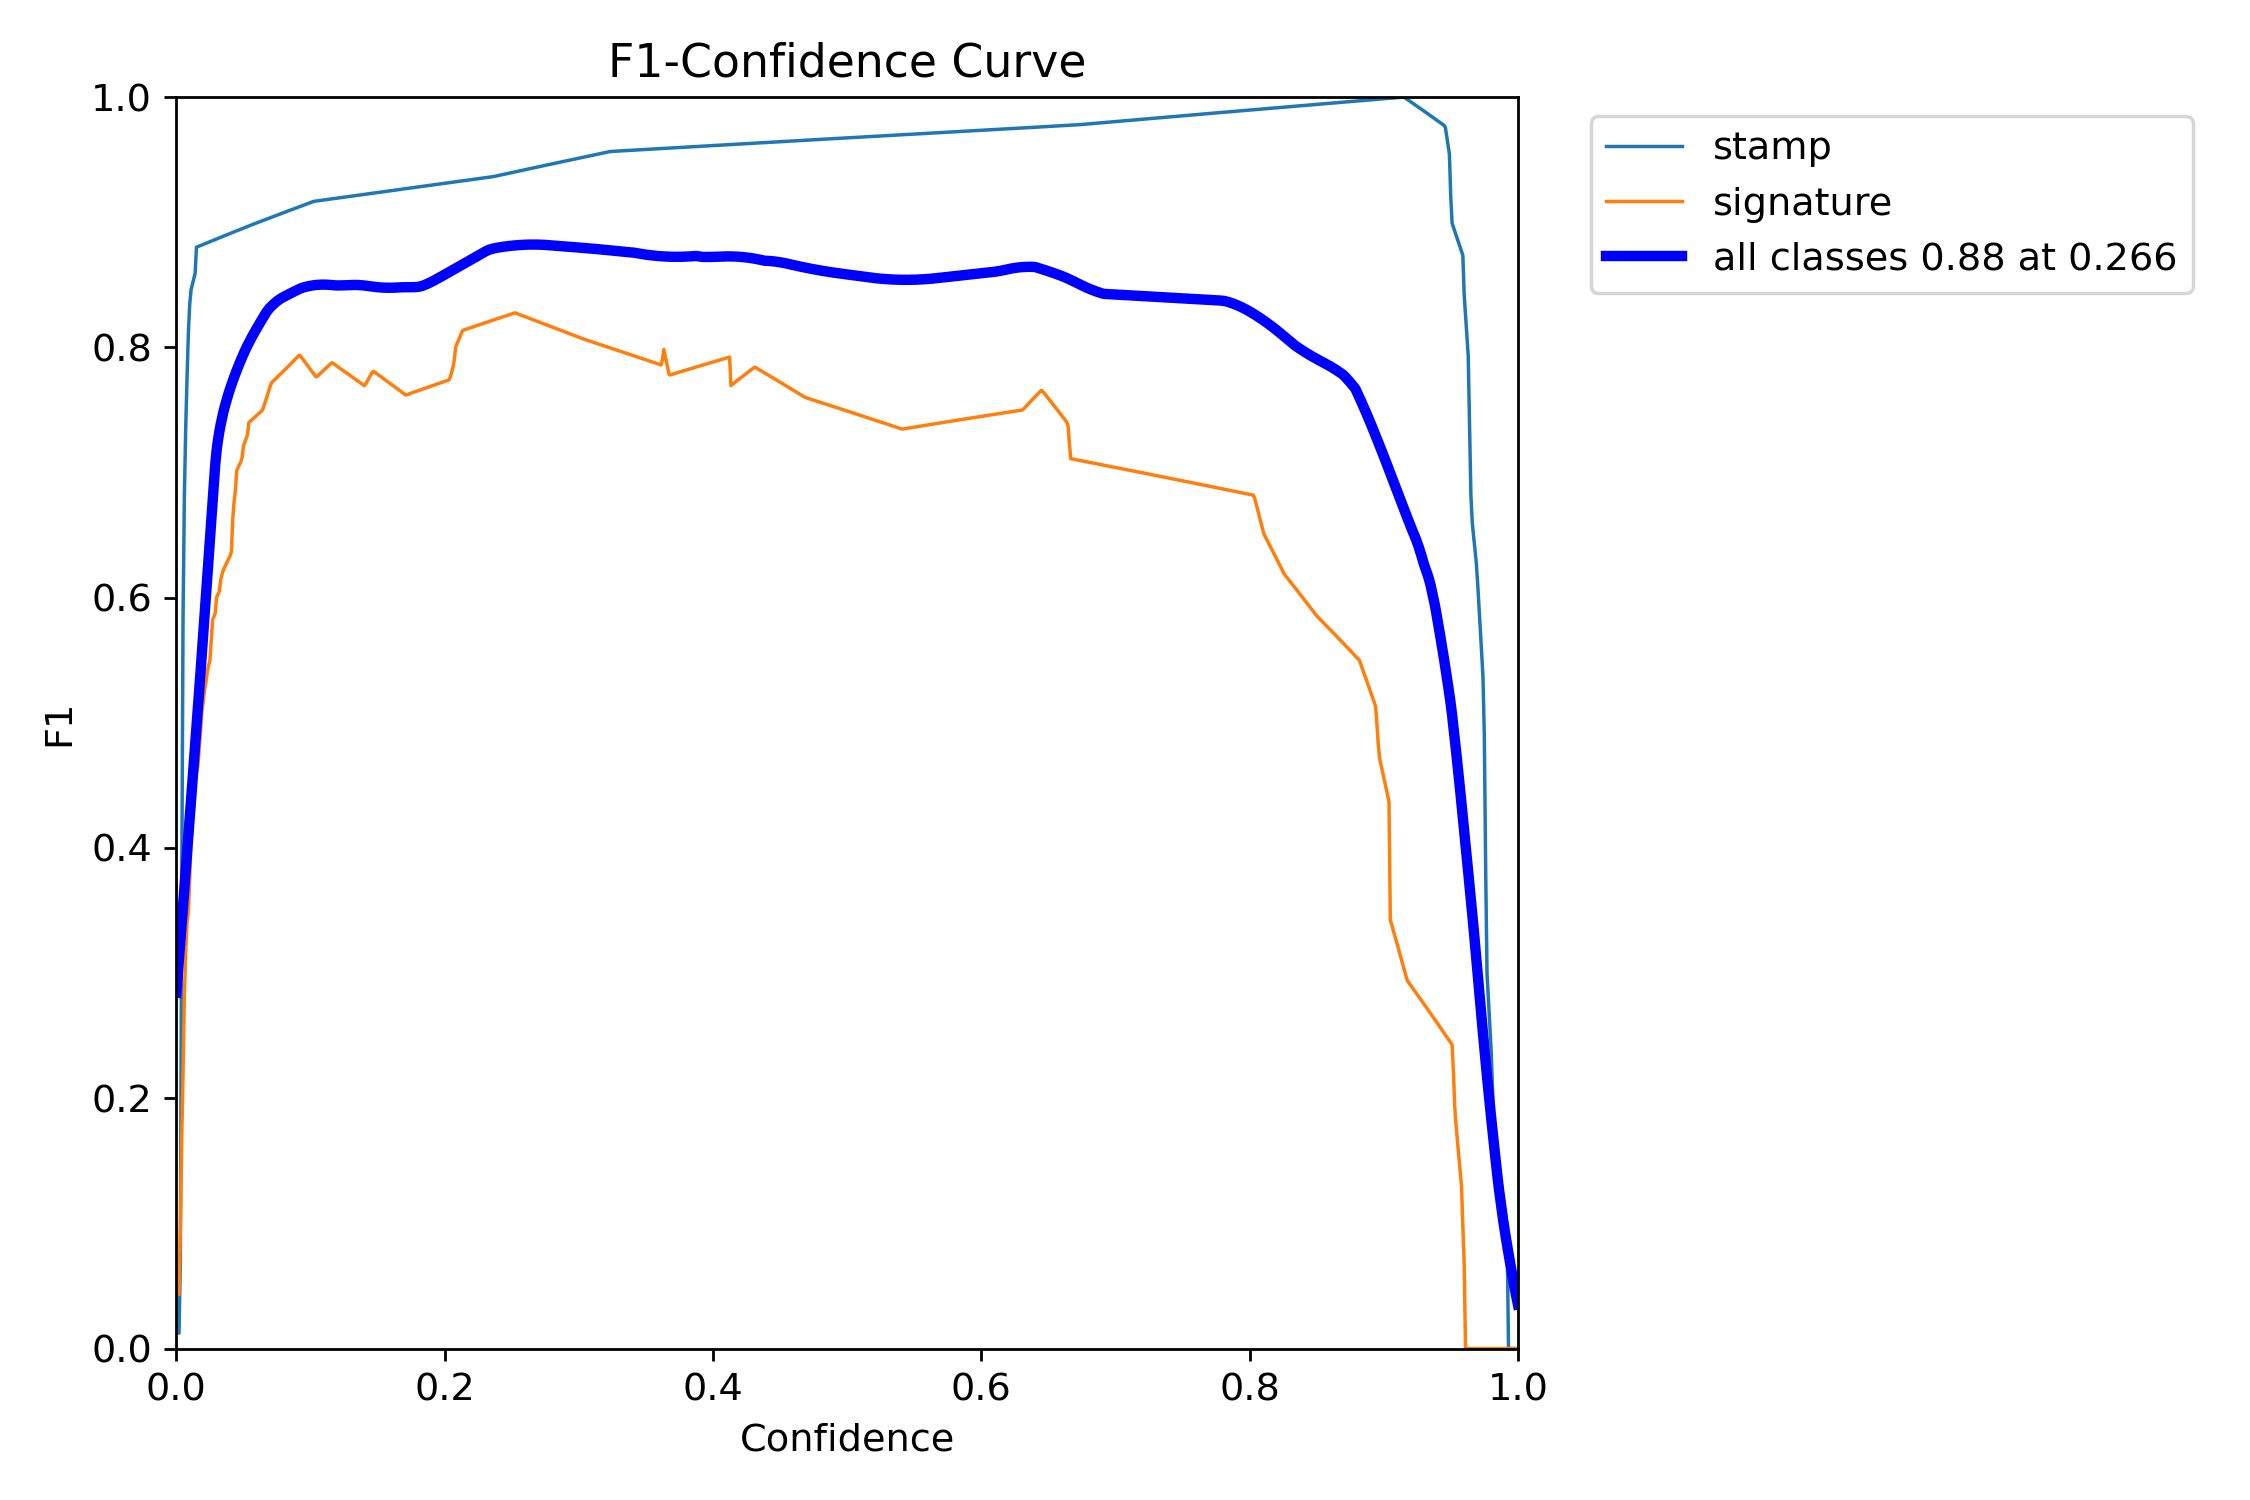 F1-Confidence Curve
1.0
0.8
0.6
0.4
0.2
0.0
F1
0.0 0.2 0.4 0.6 0.8 1.0
Confidence
stamp
signature
all classes 0.88 at 0.266